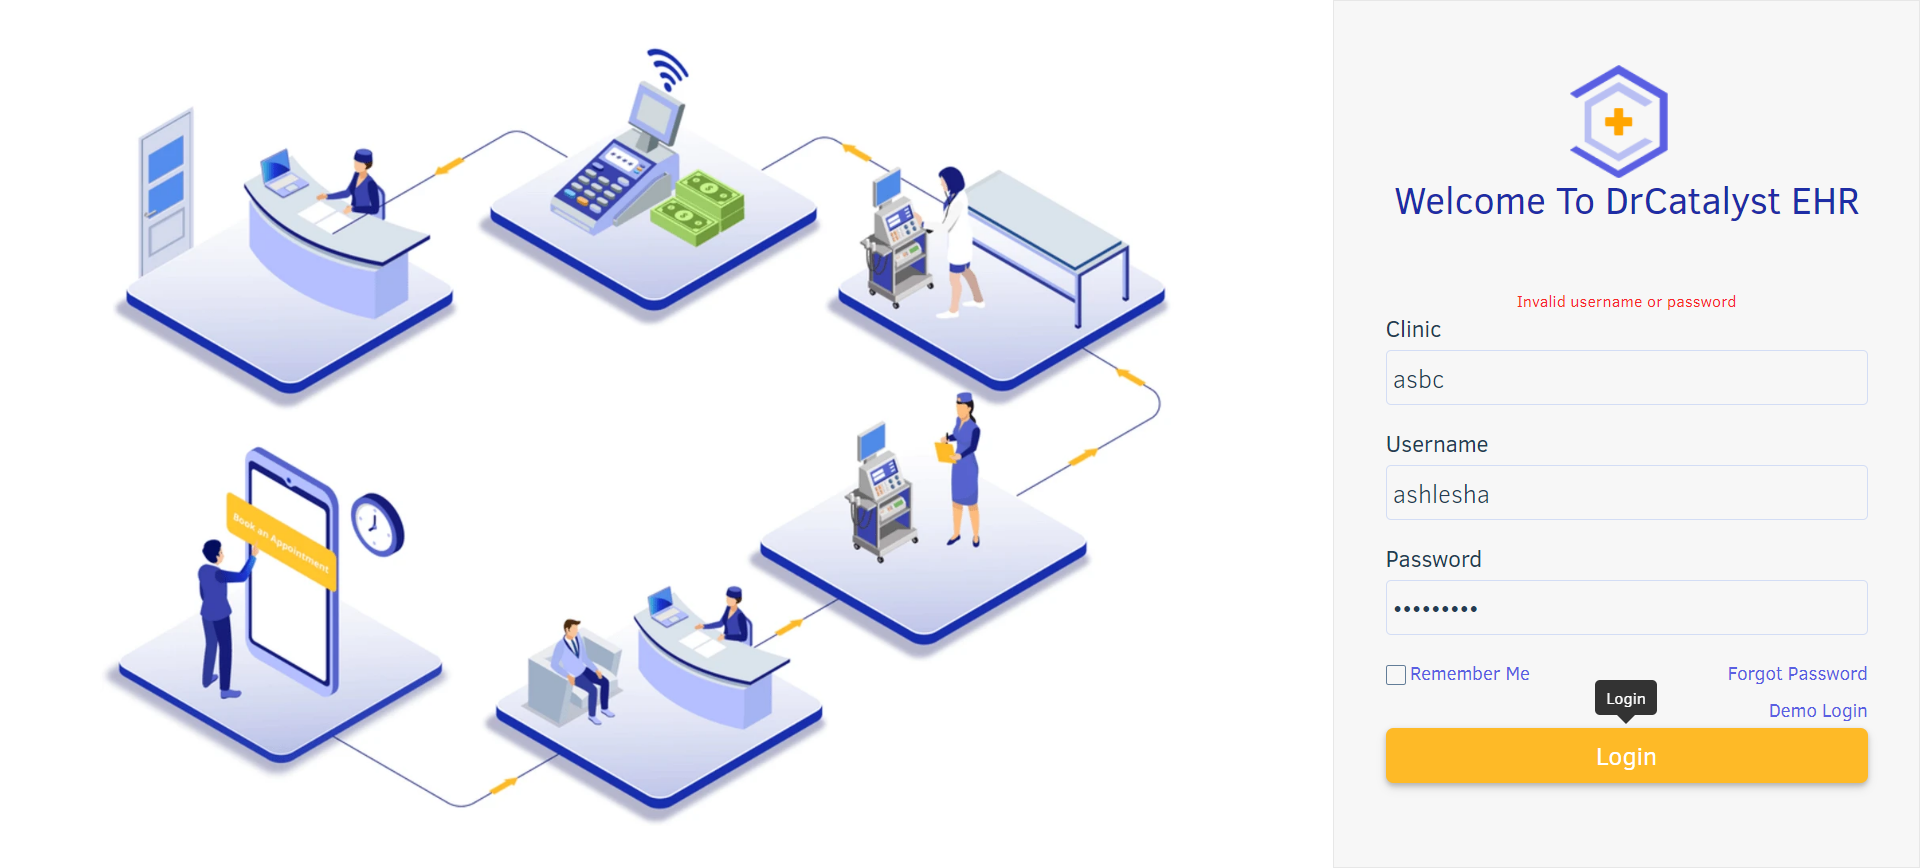 Book an Appointment
Welcome To DrCatalyst EHR
Invalid username or password
Clinic
asbc
Username
ashlesha
Password
•••••••••
Remember Me
Forgot Password
Login
Demo Login
Login